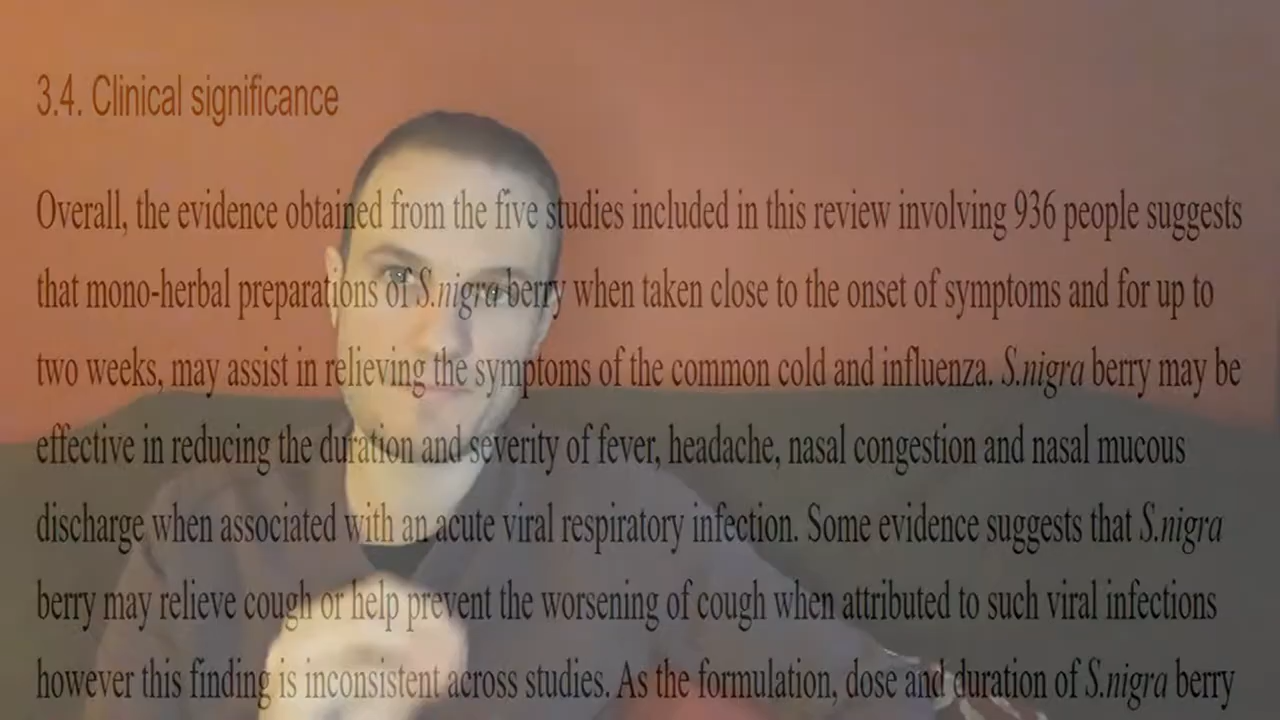 3.4. Clinical significance
Overall, the evidence obtained from the five studies included in this review involving 936 people suggests
that mono-herbal preparations of S.nigra berry when taken close to the onset of symptoms and for up to
two weeks, may assist in relieving the symptoms of the common cold and influenza. S.nigra berry may be
effective in reducing the duration and severity of fever, headache, nasal congestion and nasal mucous
discharge when associated with an acute viral respiratory infection. Some evidence suggests that S.nigra
berry may relieve cough or help prevent the worsening of cough when attributed to such viral infections
however this finding is inconsistent across studies. As the formulation, dose and duration of S.nigra berry